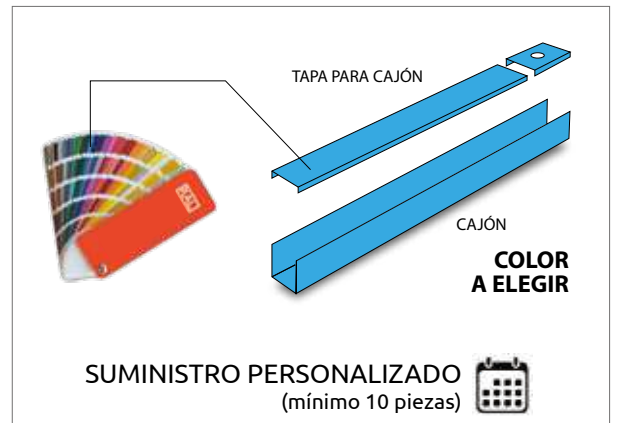 TAPA PARA CAJÓN
CAJÓN
COLOR
A ELEGIR
SUMINISTRO PERSONALIZADO
(mínimo 10 piezas)